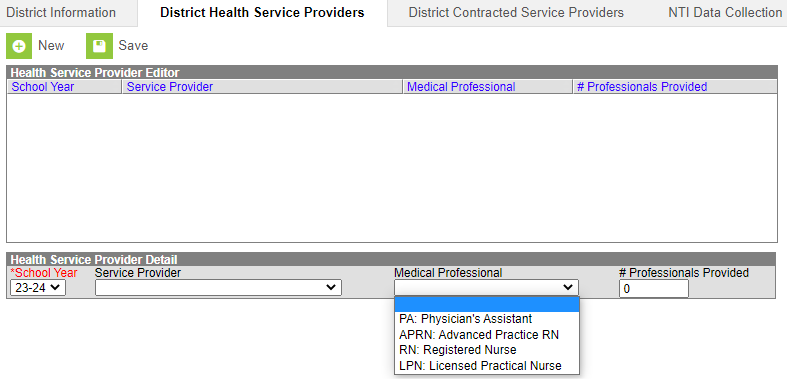 District Information District Health Service Providers District Contracted Service Providers NTI Data Collection
New Save
Health Service Provider Editor
School Year Service Provider Medical Professional # Professionals Provided
Health Service Provider Detail
*School Year Service Provider Medical Professional # Professionals Provided
23-24 0
PA: Physician's Assistant
APRN: Advanced Practice RN
RN: Registered Nurse
LPN: Licensed Practical Nurse